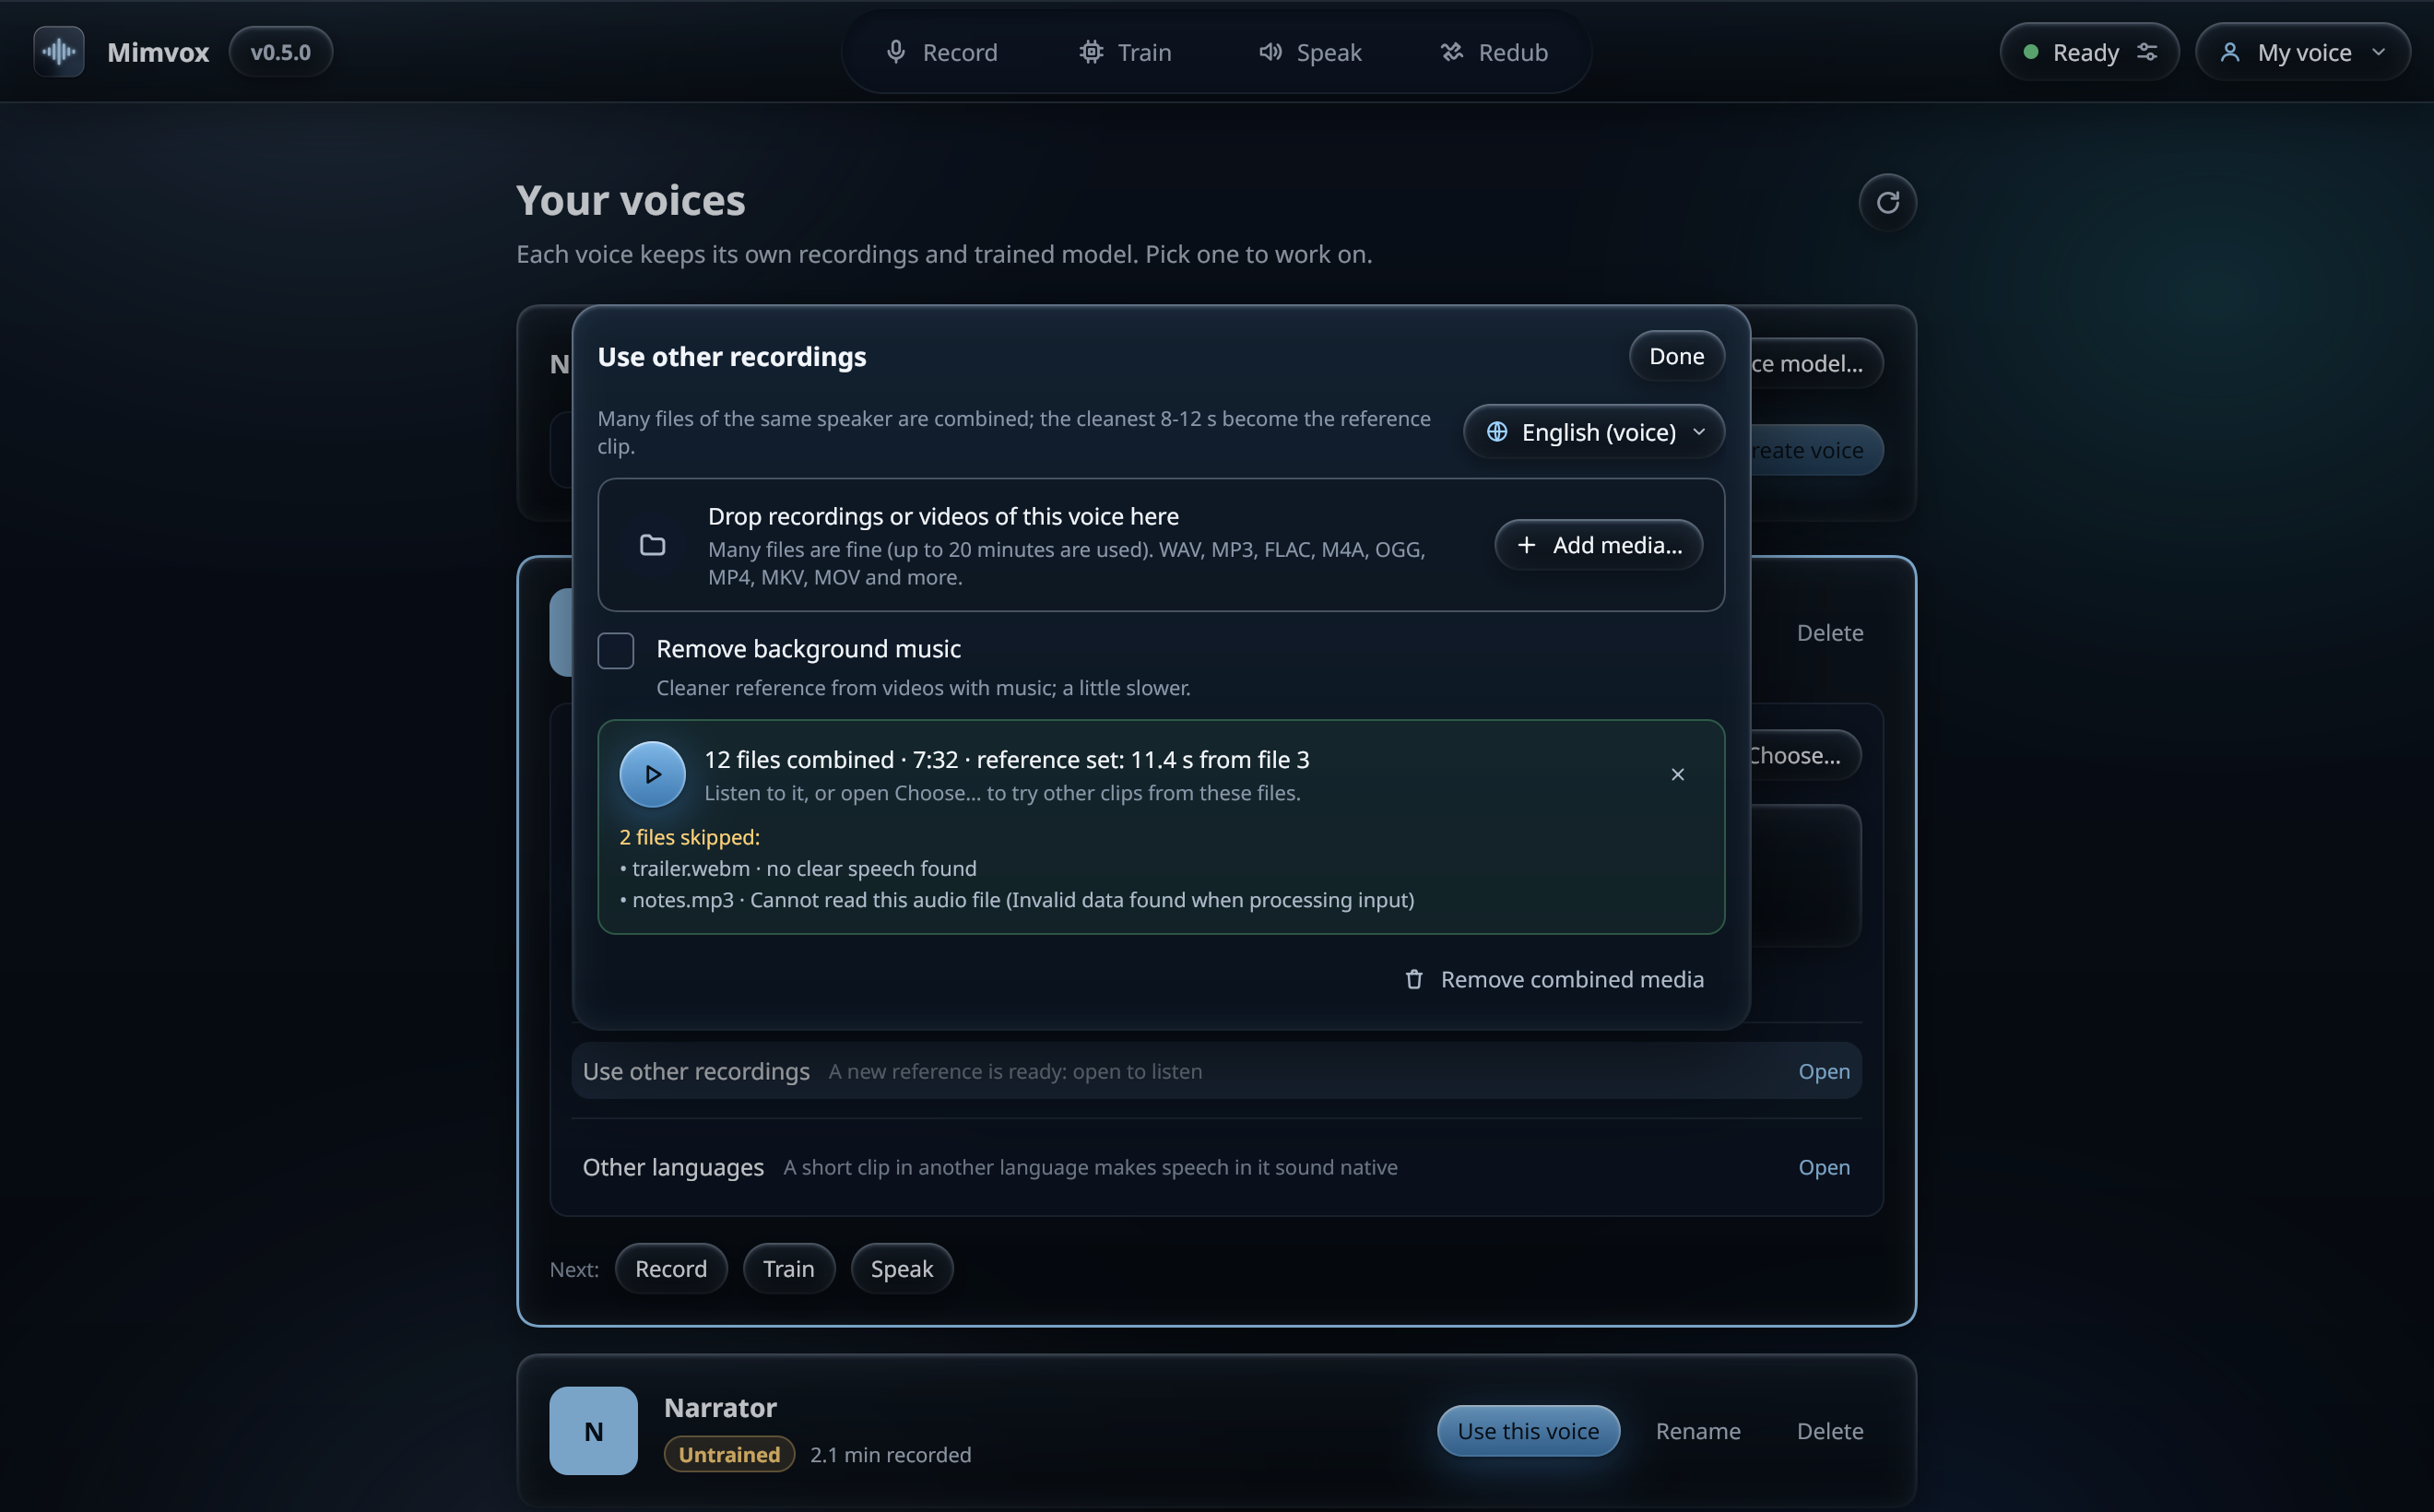 Mimvox
v0.5.0
Record
Train
Speak
Redub
Ready
My voice
Your voices
Each voice keeps its own recordings and trained model. Pick one to work on.
N
ce model...
reate voice
Use other recordings
Done
Many files of the same speaker are combined; the cleanest 8-12 s become the reference
clip.
English (voice)
Drop recordings or videos of this voice here
Many files are fine (up to 20 minutes are used). WAV, MP3, FLAC, M4A, OGG,
MP4, MKV, MOV and more.
Add media...
Remove background music
Cleaner reference from videos with music; a little slower.
Delete
12 files combined · 7:32 · reference set: 11.4 s from file 3
Listen to it, or open Choose... to try other clips from these files.
Choose...
2 files skipped:
• trailer.webm · no clear speech found
• notes.mp3 · Cannot read this audio file (Invalid data found when processing input)
Remove combined media
Use other recordings
A new reference is ready: open to listen
Open
Other languages
A short clip in another language makes speech in it sound native
Open
Next:
Record
Train
Speak
N
Narrator
Untrained
2.1 min recorded
Use this voice
Rename
Delete